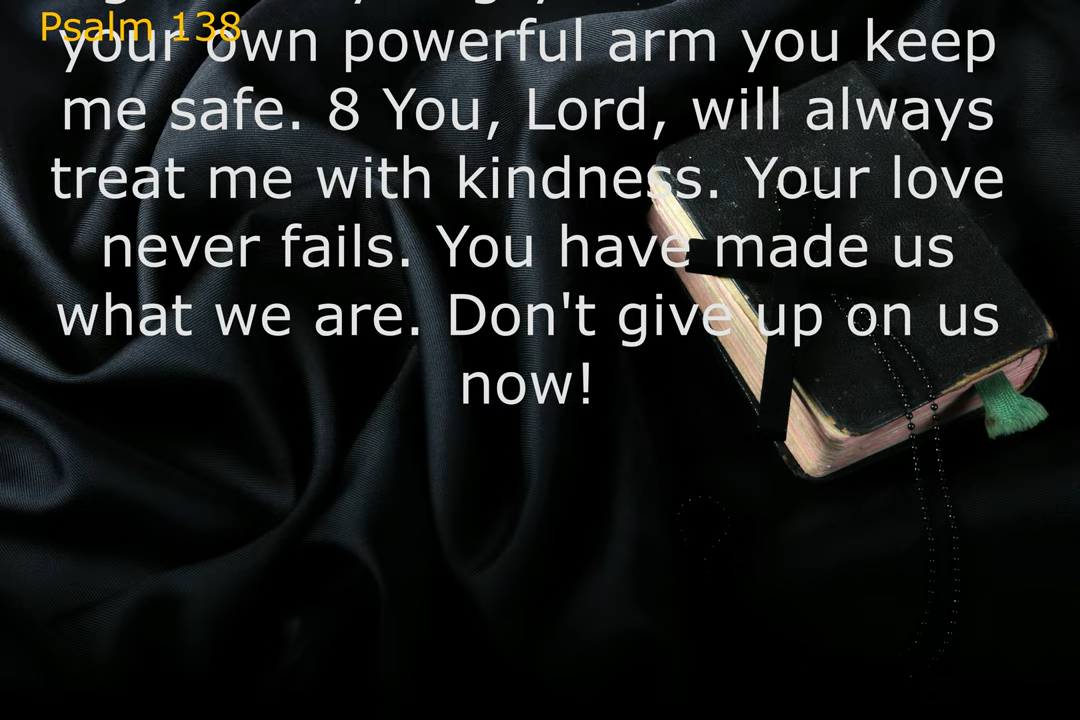 Psalm 138
your own powerful arm you keep
me safe. 8 You, Lord, will always
treat me with kindness. Your love
never fails. You have made us
what we are. Don't give up on us
now!